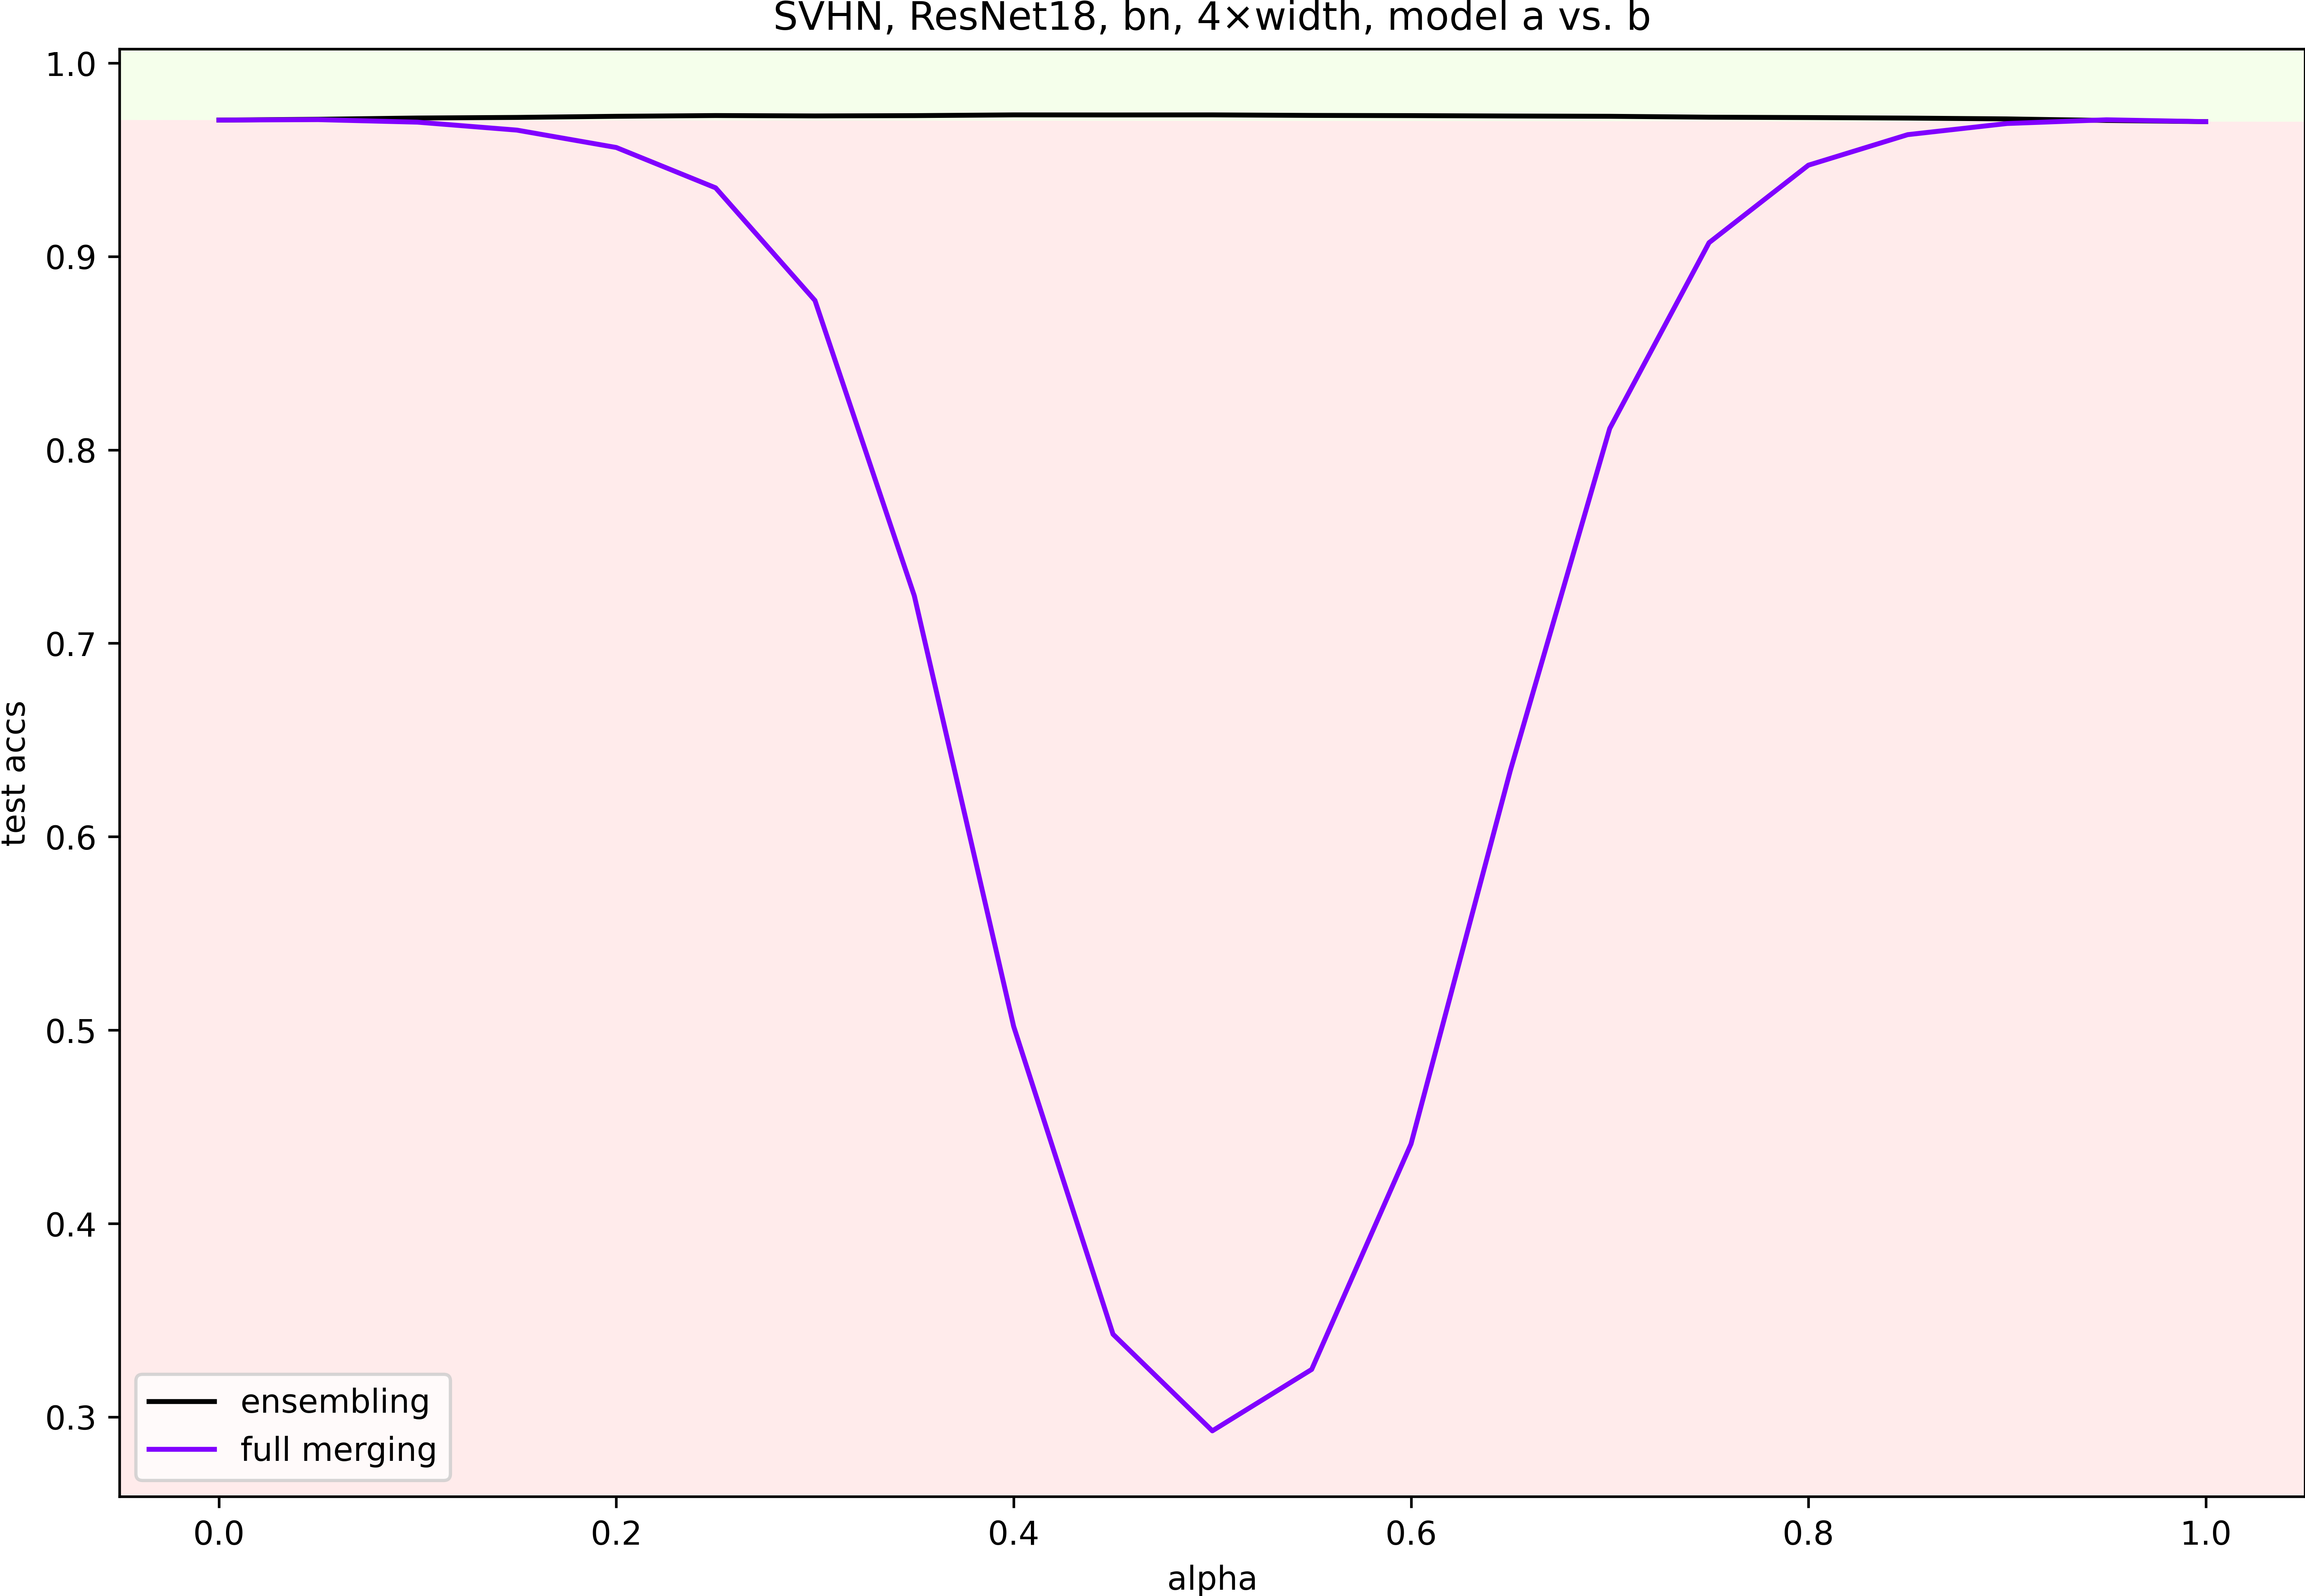 SVHN, ResNet18, bn, 4×width, model a vs. b
1.0
0.9
0.8
0.7
0.6
0.5
0.4
0.3
test accs
ensembling
full merging
0.0 0.2 0.4 0.6 0.8 1.0
alpha